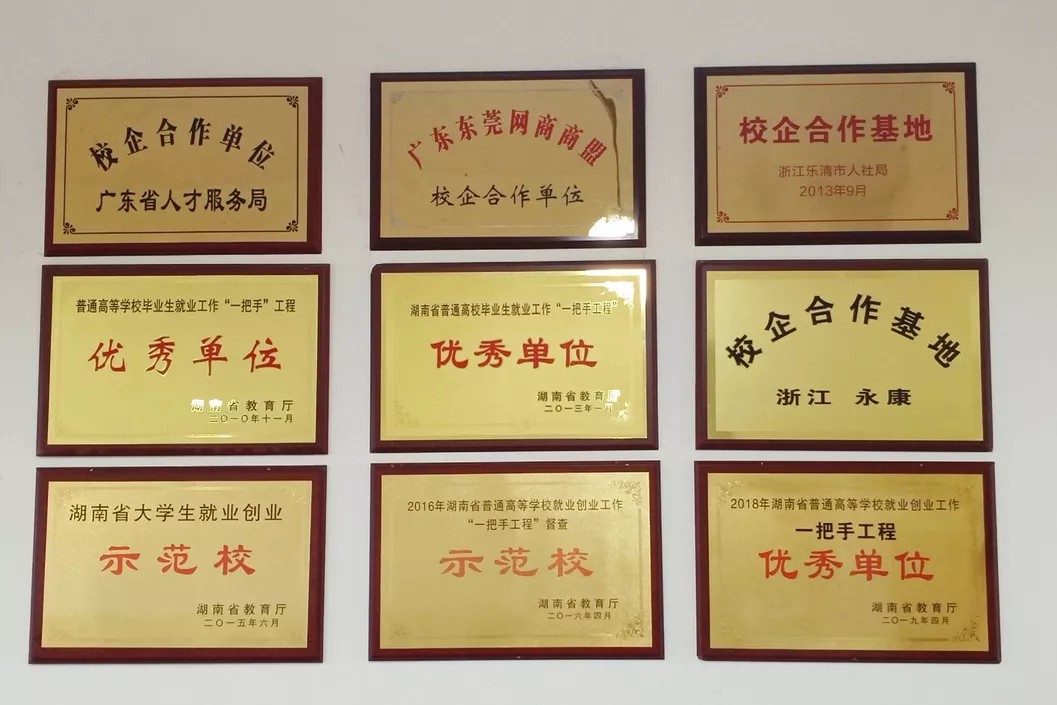 校企合作单位
广东省人才服务局
广东东莞网商商盟
校企合作单位
校企合作基地
浙江乐清市人社局
2013年9月
普通高等学校毕业生就业工作“一把手”工程
优秀单位
湖南省教育厅
二〇一〇年十一月
湖南省普通高校毕业生就业工作“一把手工程”
优秀单位
湖南省教育厅
二〇一三年一月
校企合作基地
浙江 永康
湖南省大学生就业创业
示范校
湖南省教育厅
二〇一五年六月
2016年湖南省普通高等学校就业创业工作
“一把手工程”督查
示范校
湖南省教育厅
二〇一六年四月
2018年湖南省普通高等学校就业创业工作
一把手工程
优秀单位
湖南省教育厅
二〇一九年四月